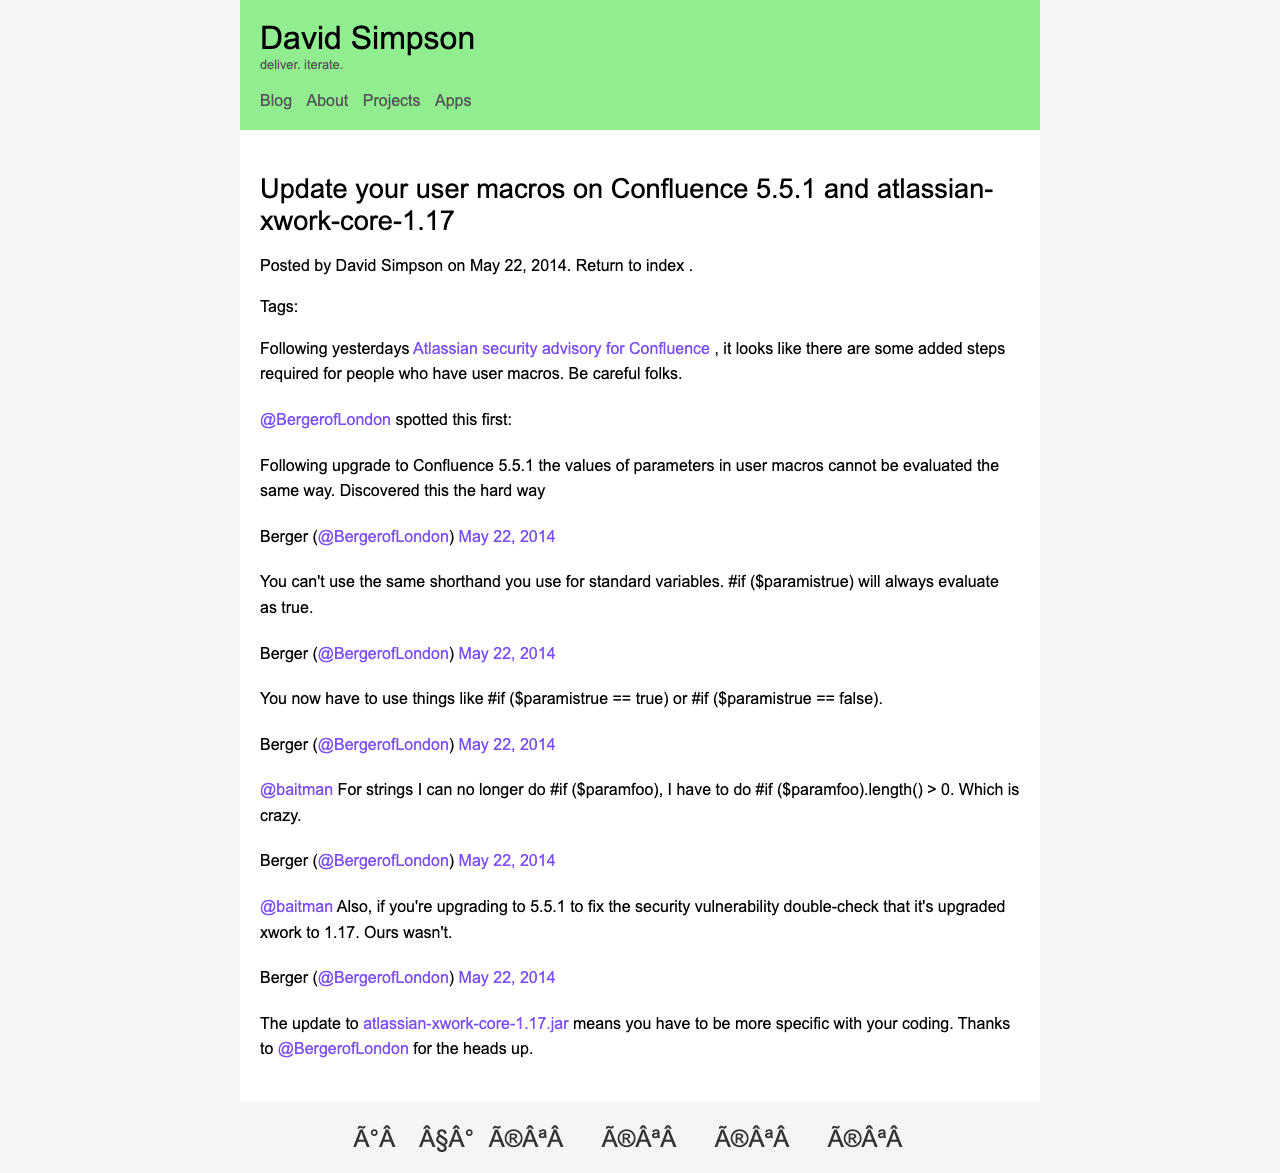 David Simpson
deliver. iterate.
Blog About Projects Apps
Update your user macros on Confluence 5.5.1 and atlassian-
xwork-core-1.17
Posted by David Simpson on May 22, 2014. Return to index .
Tags:
Following yesterdays Atlassian security advisory for Confluence , it looks like there are some added steps
required for people who have user macros. Be careful folks.
@BergerofLondon spotted this first:
Following upgrade to Confluence 5.5.1 the values of parameters in user macros cannot be evaluated the
same way. Discovered this the hard way
Berger (@BergerofLondon) May 22, 2014
You can't use the same shorthand you use for standard variables. #if ($paramistrue) will always evaluate
as true.
Berger (@BergerofLondon) May 22, 2014
You now have to use things like #if ($paramistrue == true) or #if ($paramistrue == false).
Berger (@BergerofLondon) May 22, 2014
@baitman For strings I can no longer do #if ($paramfoo), I have to do #if ($paramfoo).length() > 0. Which is
crazy.
Berger (@BergerofLondon) May 22, 2014
@baitman Also, if you're upgrading to 5.5.1 to fix the security vulnerability double-check that it's upgraded
xwork to 1.17. Ours wasn't.
Berger (@BergerofLondon) May 22, 2014
The update to atlassian-xwork-core-1.17.jar means you have to be more specific with your coding. Thanks
to @BergerofLondon for the heads up.
Ã°Â Â§Â° Ã®ÂªÂ Ã®ÂªÂ Ã®ÂªÂ Ã®ÂªÂ